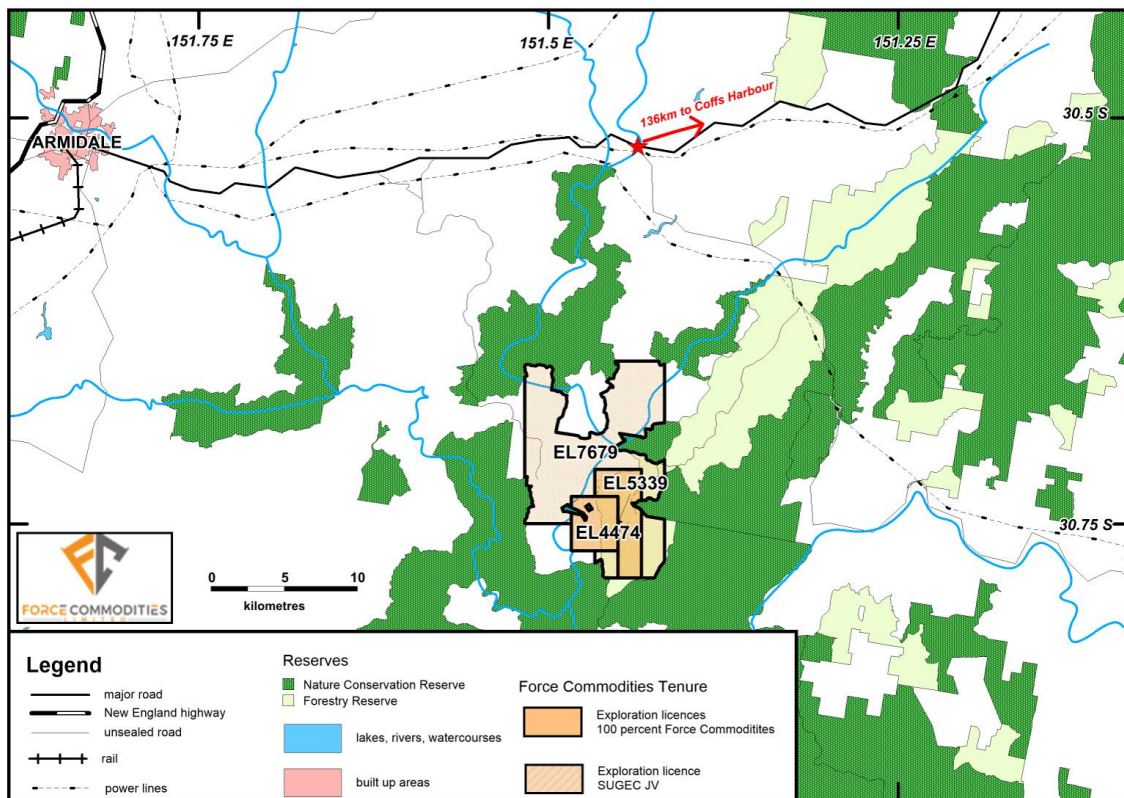 151.75 E
151.5 E
151.25 E
136km to Coffs Harbour
30.5 S
ARMIDALE
EL7679
EL5339
EL4474
30.75 S
FORCE COMMODITIES
LIMITED
0 5 10
kilometres
Legend
major road
New England highway
unsealed road
rail
power lines
Reserves
Nature Conservation Reserve
Forestry Reserve
lakes, rivers, watercourses
built up areas
Force Commodities Tenure
Exploration licences
100 percent Force Commoditites
Exploration licence
SUGEC JV